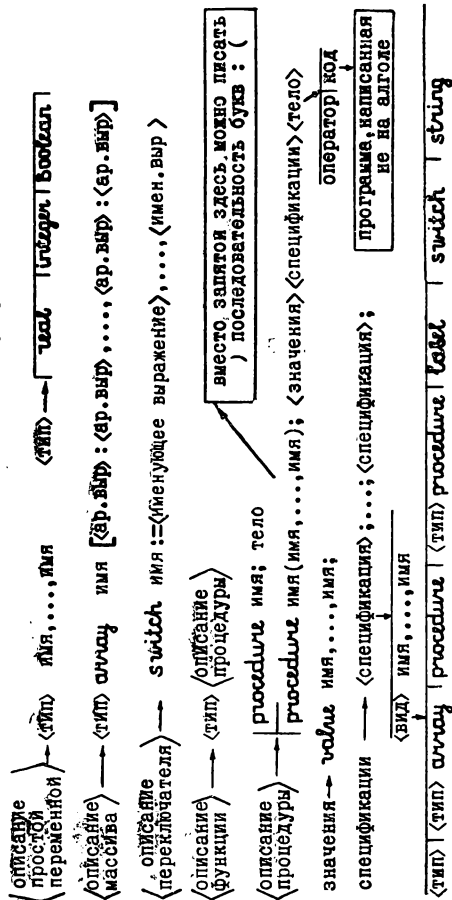 ⟨описание простой переменной⟩ → ⟨тип⟩ имя,...,имя ⟨тип⟩ → real | integer | boolean
⟨описание массива⟩ → ⟨тип⟩ array имя [⟨ар.выр⟩:⟨ар.выр⟩,...,⟨ар.выр⟩:⟨ар.выр⟩]
⟨описание переключателя⟩ → switch имя:=⟨именующее выражение⟩,...,⟨имен.выр⟩
⟨описание функции⟩ → ⟨тип⟩⟨описание процедуры⟩
вместо запятой здесь можно писать
) последовательность букв : (
⟨описание процедуры⟩ → | procedure имя; тело
| procedure имя(имя,...,имя); ⟨значения⟩⟨спецификации⟩⟨тело⟩
значения → value имя,...,имя;
оператор | код
спецификации → ⟨спецификация⟩;...;⟨спецификация⟩;
программа, написанная
не на алголе
⟨вид⟩ имя,...,имя
⟨тип⟩ | ⟨тип⟩ array | procedure | ⟨тип⟩ procedure | label | switch | string